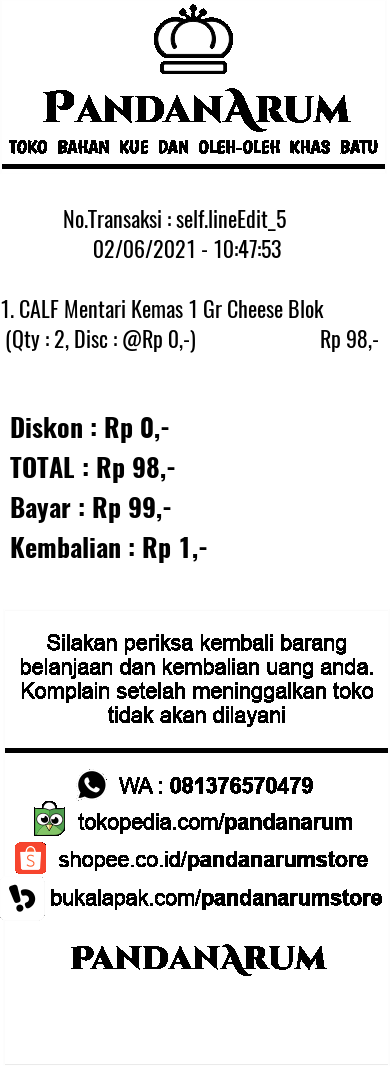 PANDANARUM
TOKO BAHAN KUE DAN OLEH-OLEH KHAS BATU
No.Transaksi : self.lineEdit_5
02/06/2021 - 10:47:53
1. CALF Mentari Kemas 1 Gr Cheese Blok
(Qty : 2, Disc : @Rp 0,-) Rp 98,-
Diskon : Rp 0,-
TOTAL : Rp 98,-
Bayar : Rp 99,-
Kembalian : Rp 1,-
Silakan periksa kembali barang
belanjaan dan kembalian uang anda.
Komplain setelah meninggalkan toko
tidak akan dilayani
WA : 081376570479
tokopedia.com/pandanarum
shopee.co.id/pandanarumstore
bukalapak.com/pandanarumstore
PANDANARUM